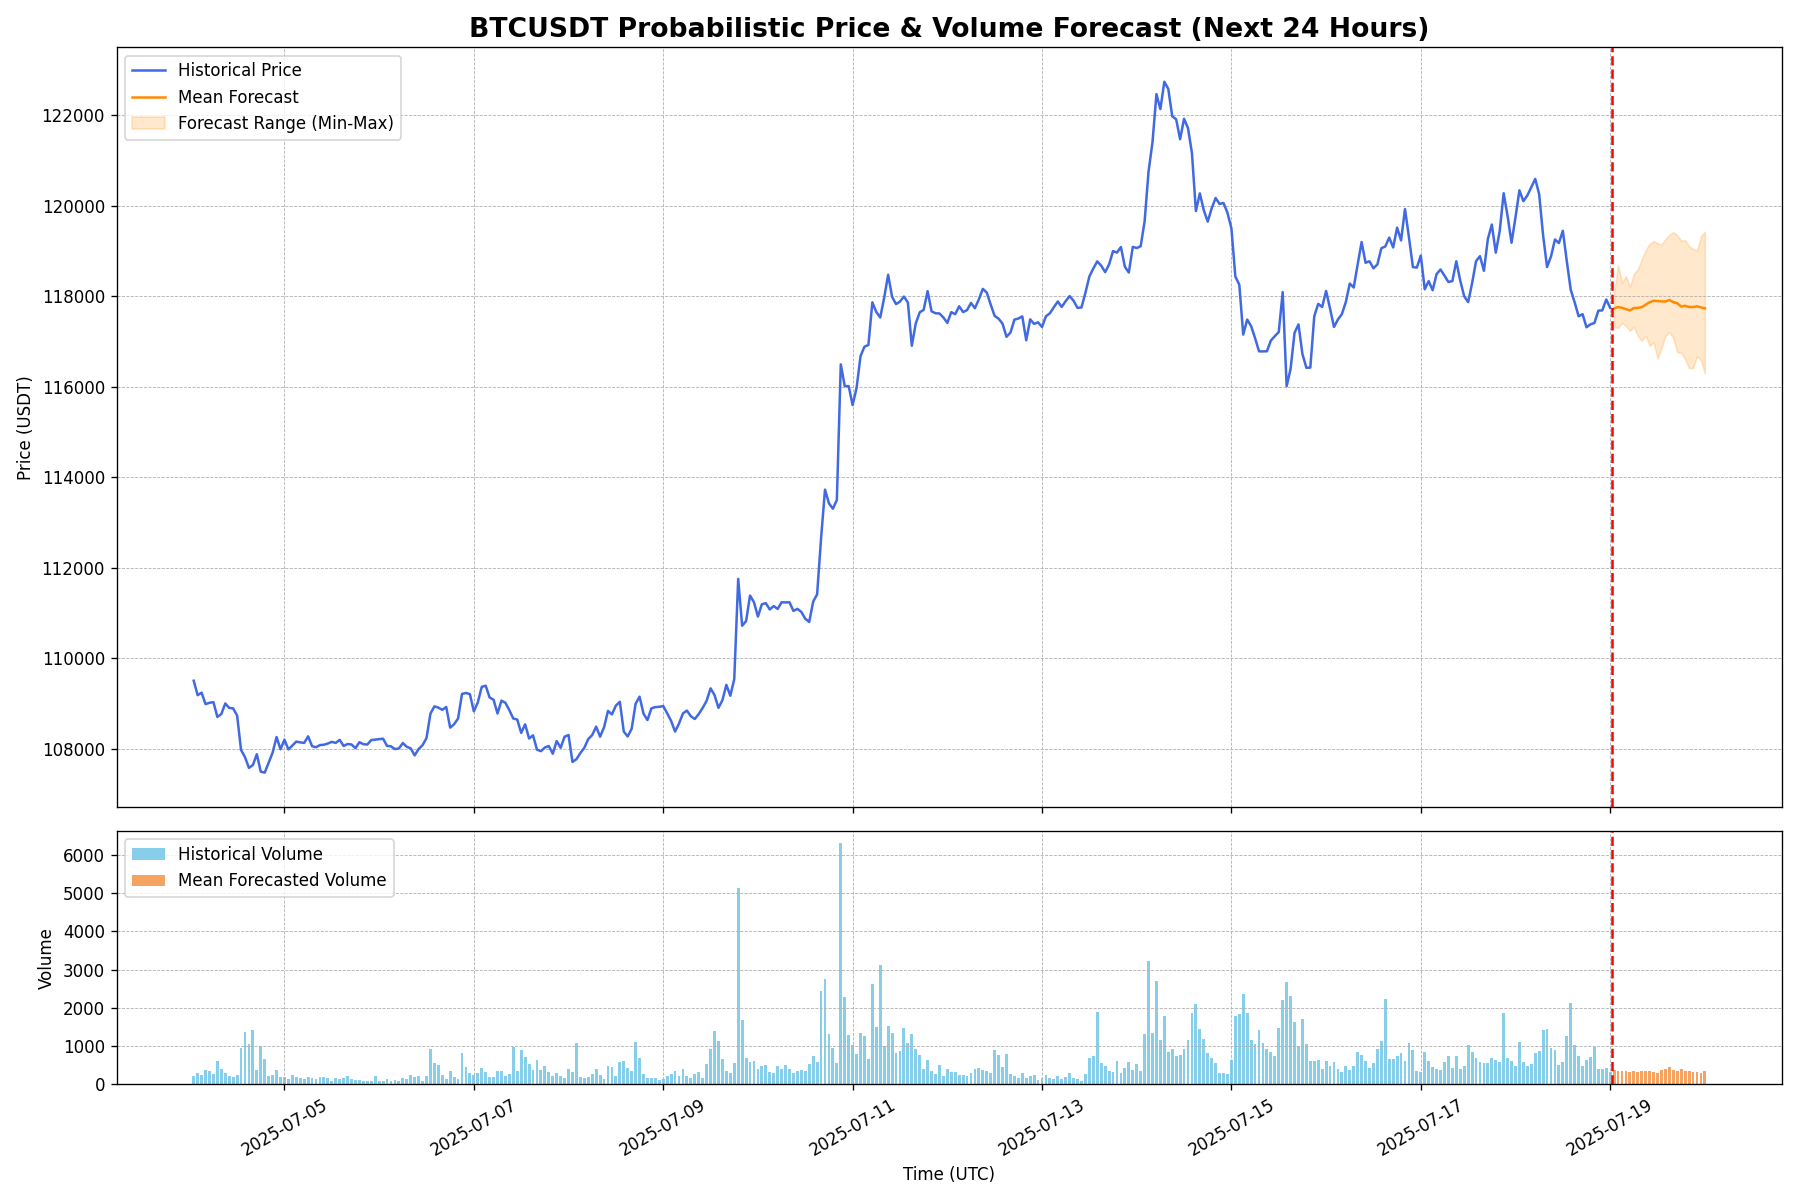 BTCUSDT Probabilistic Price & Volume Forecast (Next 24 Hours)
Historical Price
Mean Forecast
Forecast Range (Min-Max)
122000
120000
118000
116000
114000
112000
110000
108000
Price (USDT)
Historical Volume
Mean Forecasted Volume
6000
5000
4000
3000
2000
1000
0
Volume
2025-07-05
2025-07-07
2025-07-09
2025-07-11
2025-07-13
2025-07-15
2025-07-17
2025-07-19
Time (UTC)